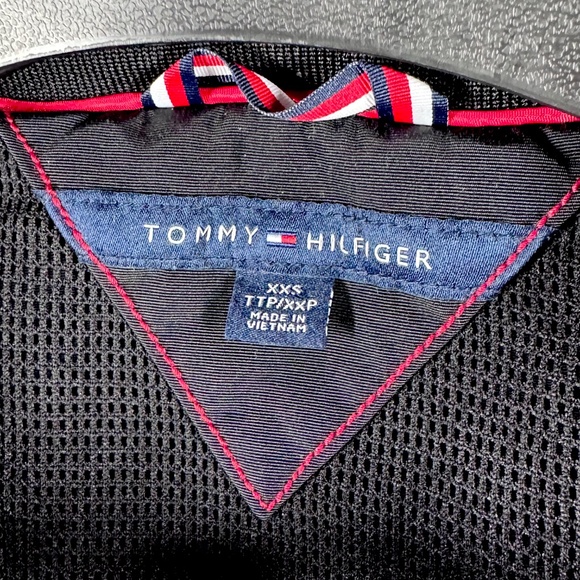 TOMMY HILFIGER
XXS
TTP/XXP
MADE IN
VIETNAM